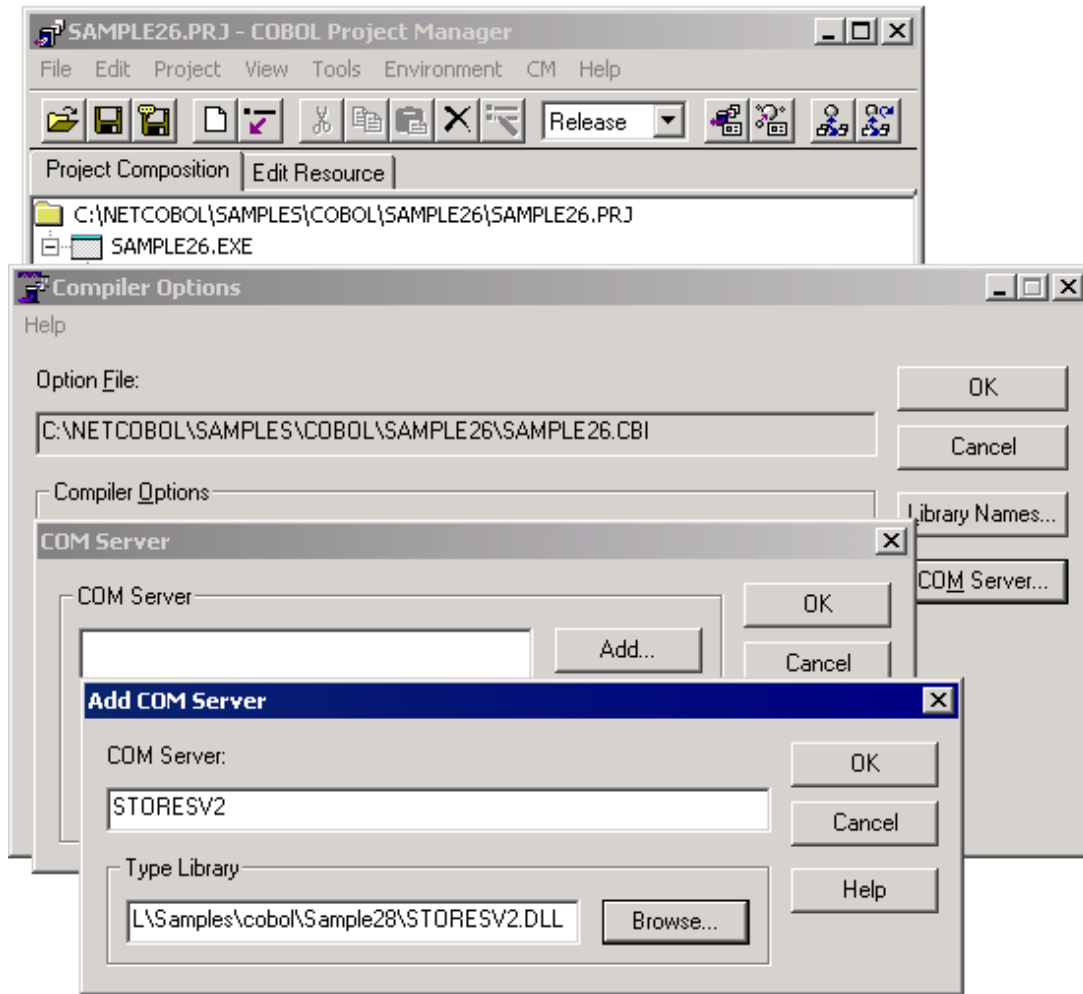 SAMPLE26.PRJ - COBOL Project Manager
File Edit Project View Tools Environment CM Help
Release
Project Composition Edit Resource
C:\NETCOBOL\SAMPLES\COBOL\SAMPLE26\SAMPLE26.PRJ
SAMPLE26.EXE
Compiler Options
Help
Option File:
OK
C:\NETCOBOL\SAMPLES\COBOL\SAMPLE26\SAMPLE26.CBI
Cancel
Compiler Options
Library Names...
COM Server
COM Server...
COM Server
OK
Add...
Cancel
Add COM Server
COM Server:
OK
STORESV2
Cancel
Type Library
Help
L\Samples\cobol\Sample28\STORESV2.DLL
Browse...